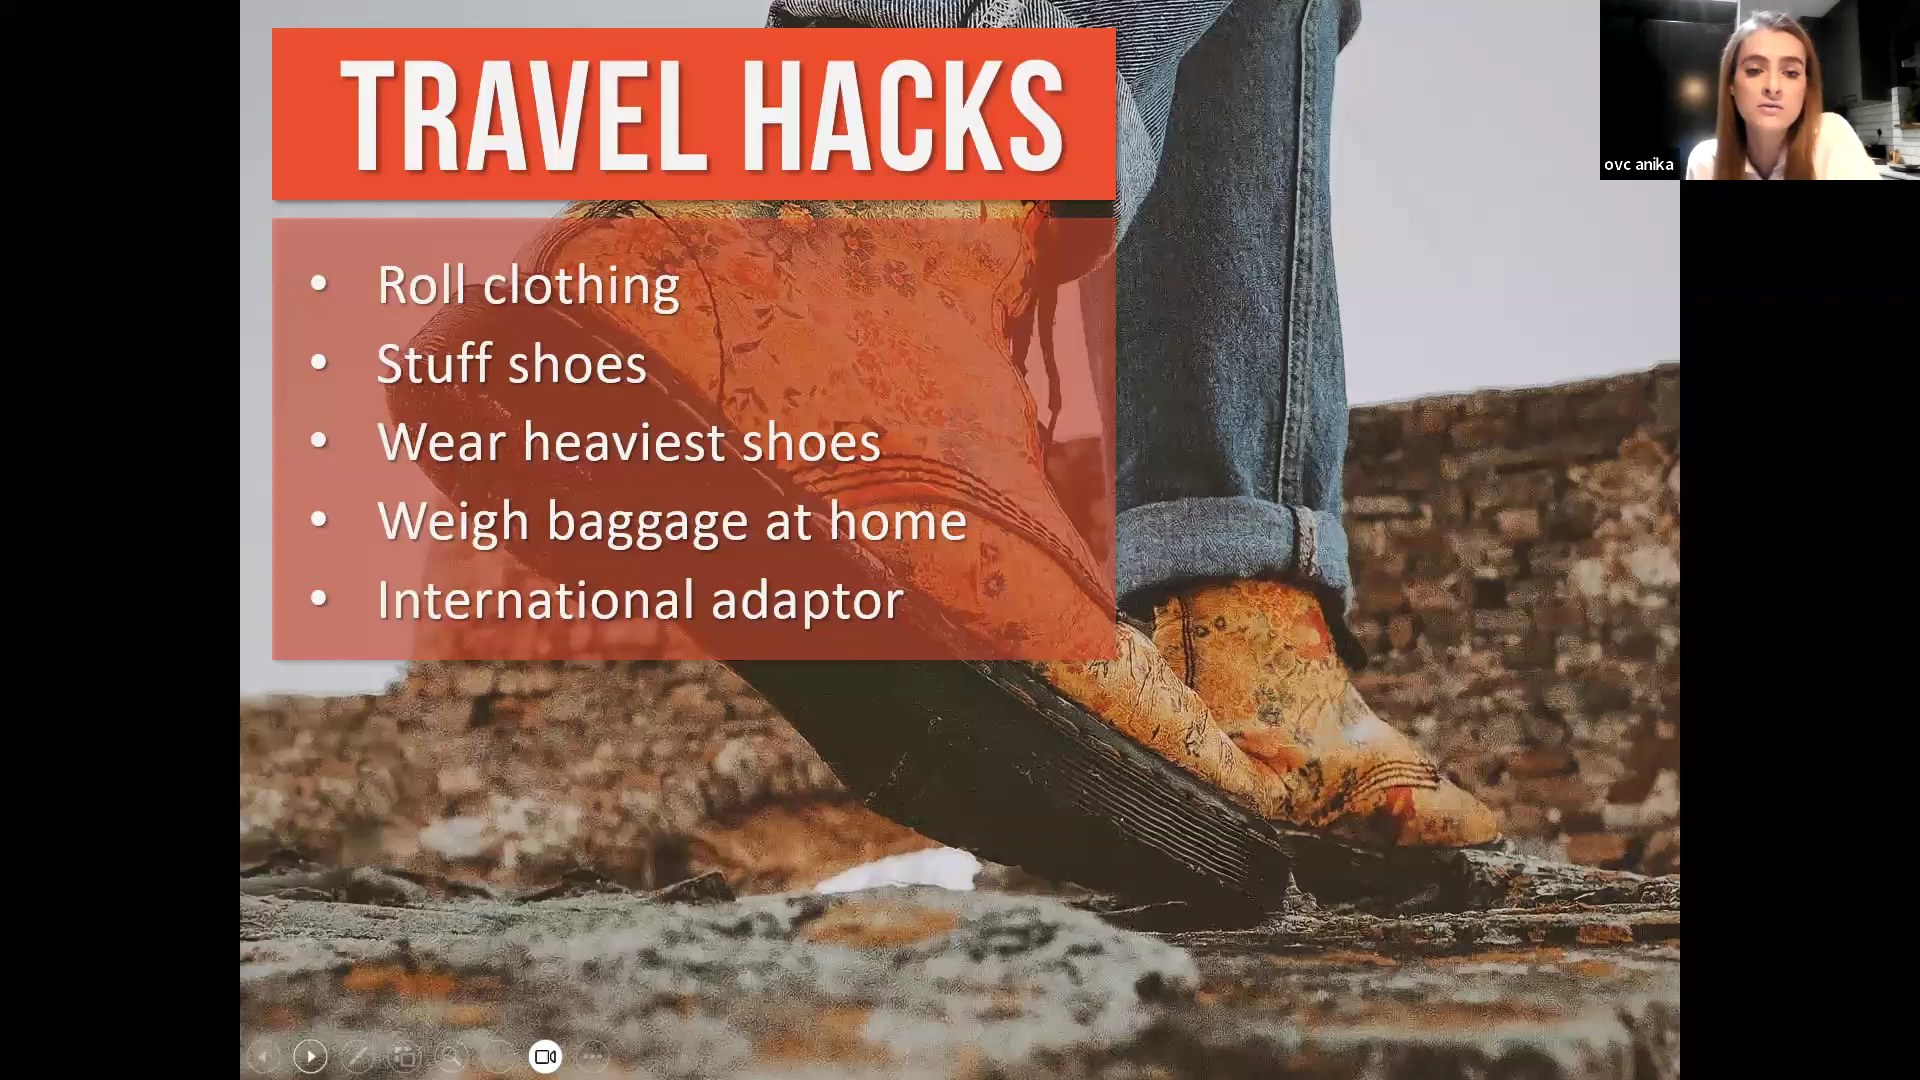 TRAVEL HACKS
ovc anika
• Roll clothing
• Stuff shoes
• Wear heaviest shoes
• Weigh baggage at home
• International adaptor